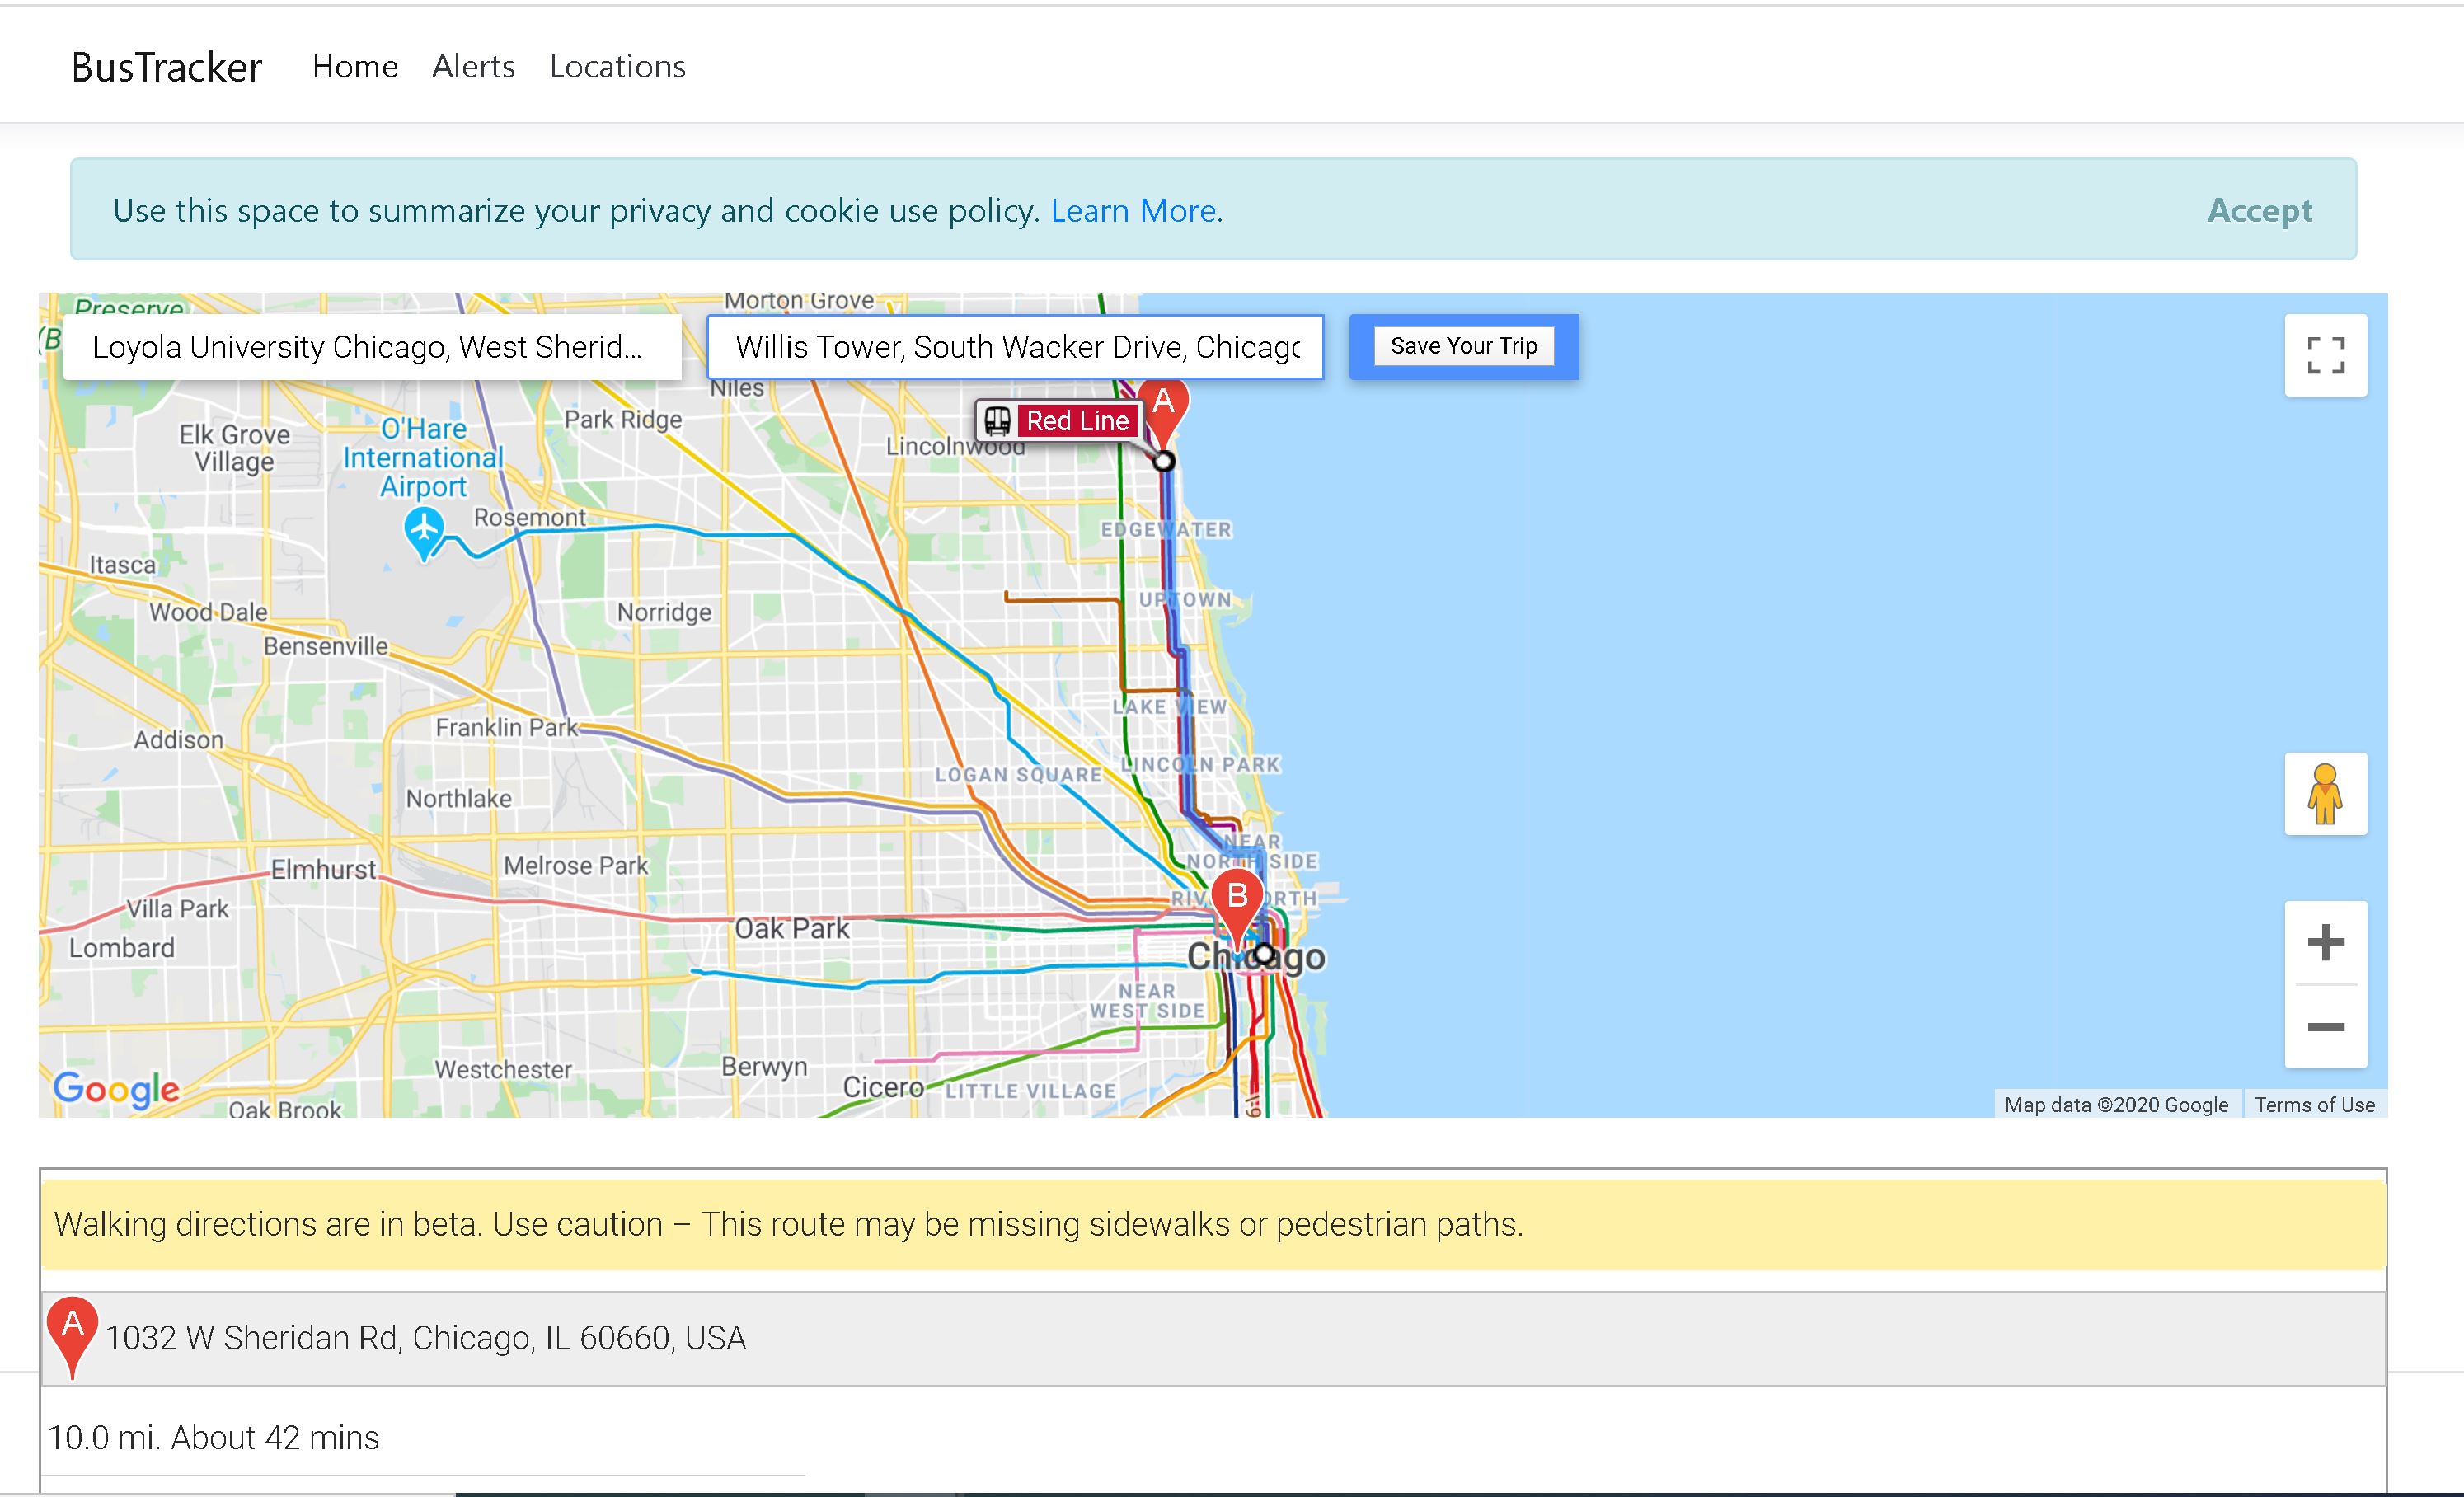 BusTracker Home Alerts Locations
Use this space to summarize your privacy and cookie use policy. Learn More. Accept
Preserve
Morton Grove
(B
Loyola University Chicago, West Sherid...
Willis Tower, South Wacker Drive, Chicago
Save Your Trip
Niles
A
Red Line
Park Ridge
Lincolnwood
Elk Grove
Village
O'Hare
International
Airport
Rosemont
EDGEWATER
Itasca
UPTOWN
Wood Dale
Norridge
Bensenville
LAKE VIEW
Franklin Park
Addison
LINCOLN PARK
LOGAN SQUARE
Northlake
NEAR
NORTH SIDE
Elmhurst
Melrose Park
B
Villa Park
Oak Park
Lombard
Chicago
NEAR
WEST SIDE
Westchester
Berwyn
Cicero
LITTLE VILLAGE
Google
Oak Brook
Map data ©2020 Google
Terms of Use
Walking directions are in beta. Use caution – This route may be missing sidewalks or pedestrian paths.
A
1032 W Sheridan Rd, Chicago, IL 60660, USA
10.0 mi. About 42 mins